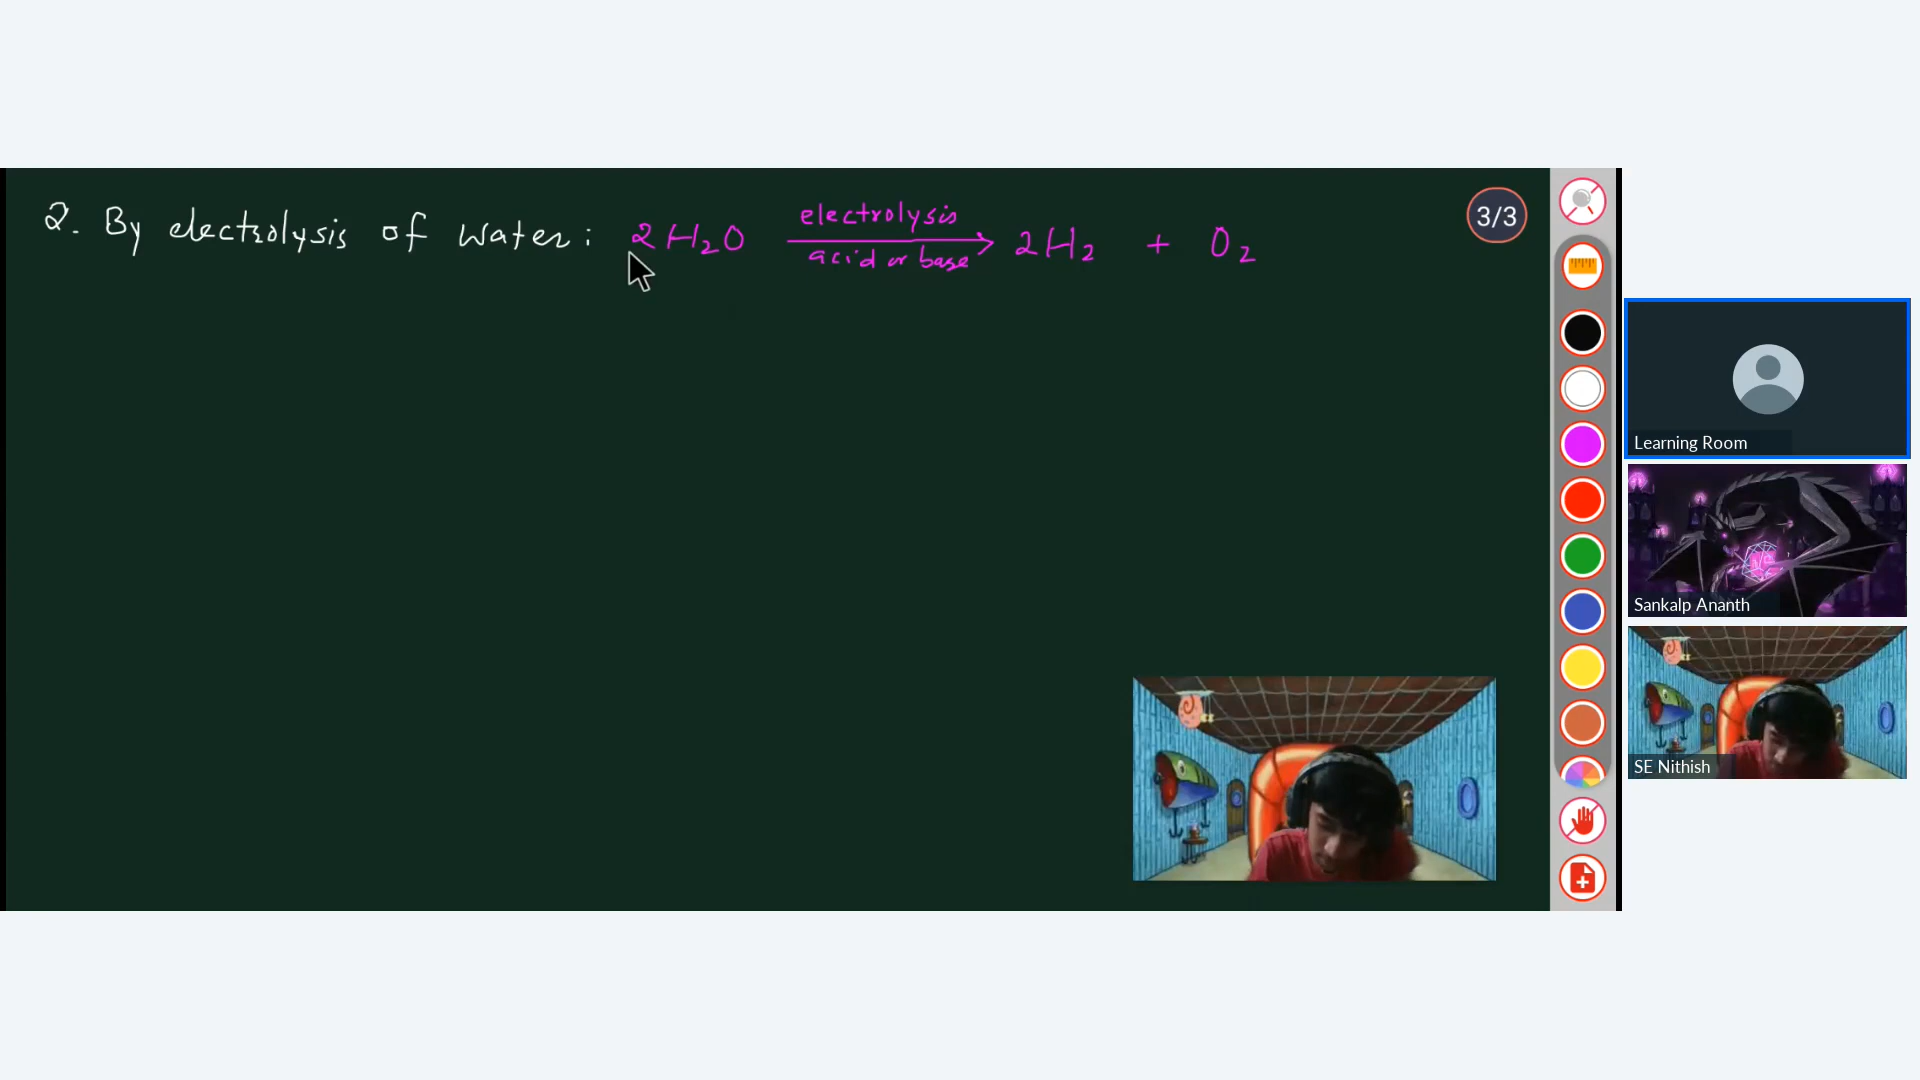 2. By electrolysis of water: 2H₂O electrolysis acid or base → 2H₂ + O₂
3/3
Learning Room
Sankalp Ananth
SE Nithish